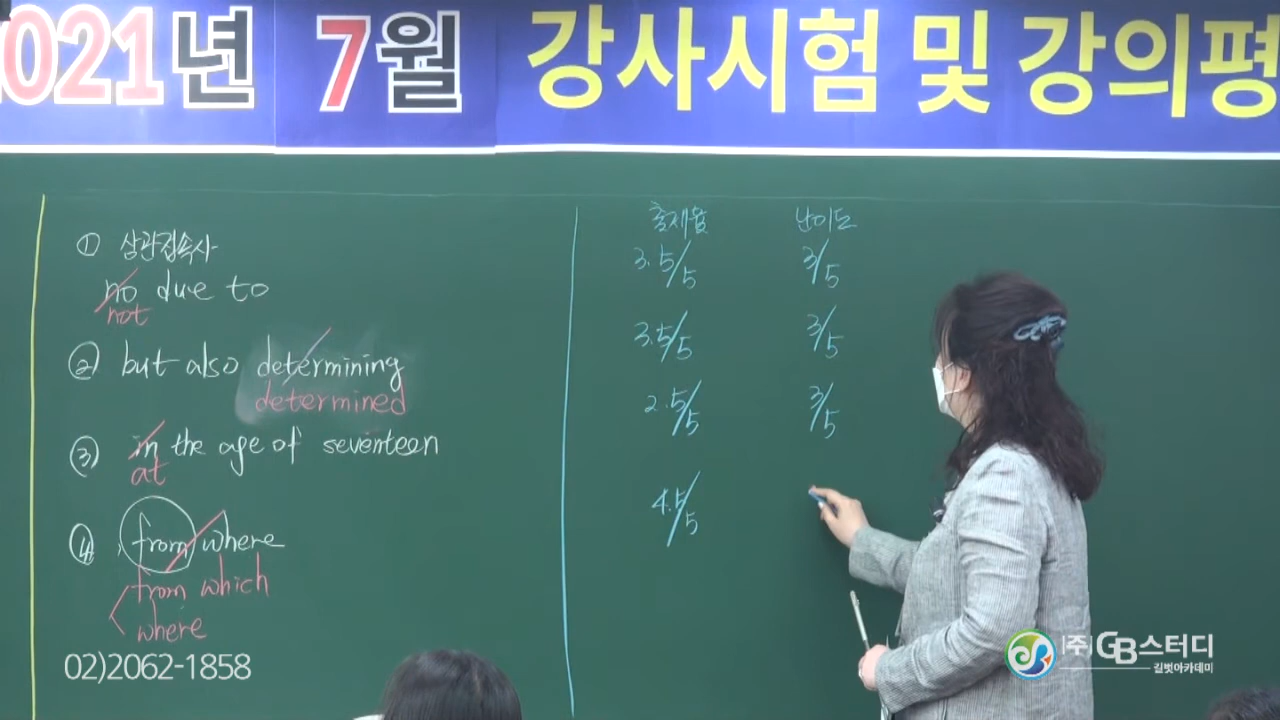 2021년 7월 강사시험 및 강의평
① 상관접속사
no due to
not
② but also determining
determined
③ in the age of seventeen
at
④ from where
from which
where
출제율 난이도
3.5/5 3/5
3.5/5 3/5
2.5/5 3/5
4.5/5
02)2062-1858
(주)GB스터디
길벗아카데미